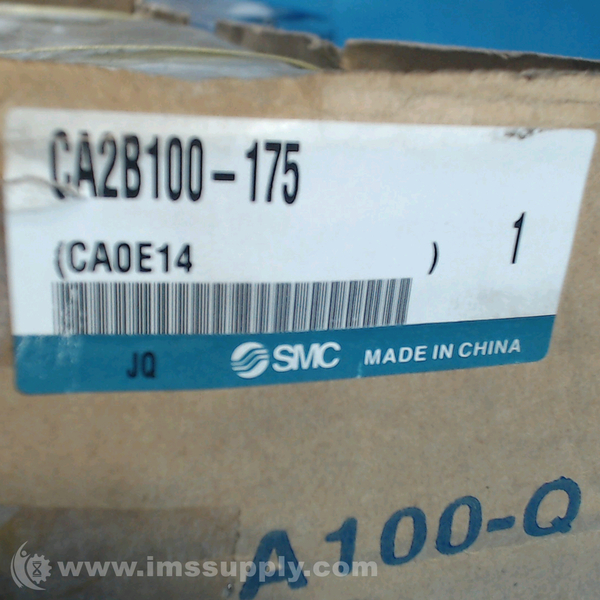 CA2B100-175
(CA0E14 ) 1
JQ SMC MADE IN CHINA
A100-Q
www.imssupply.com